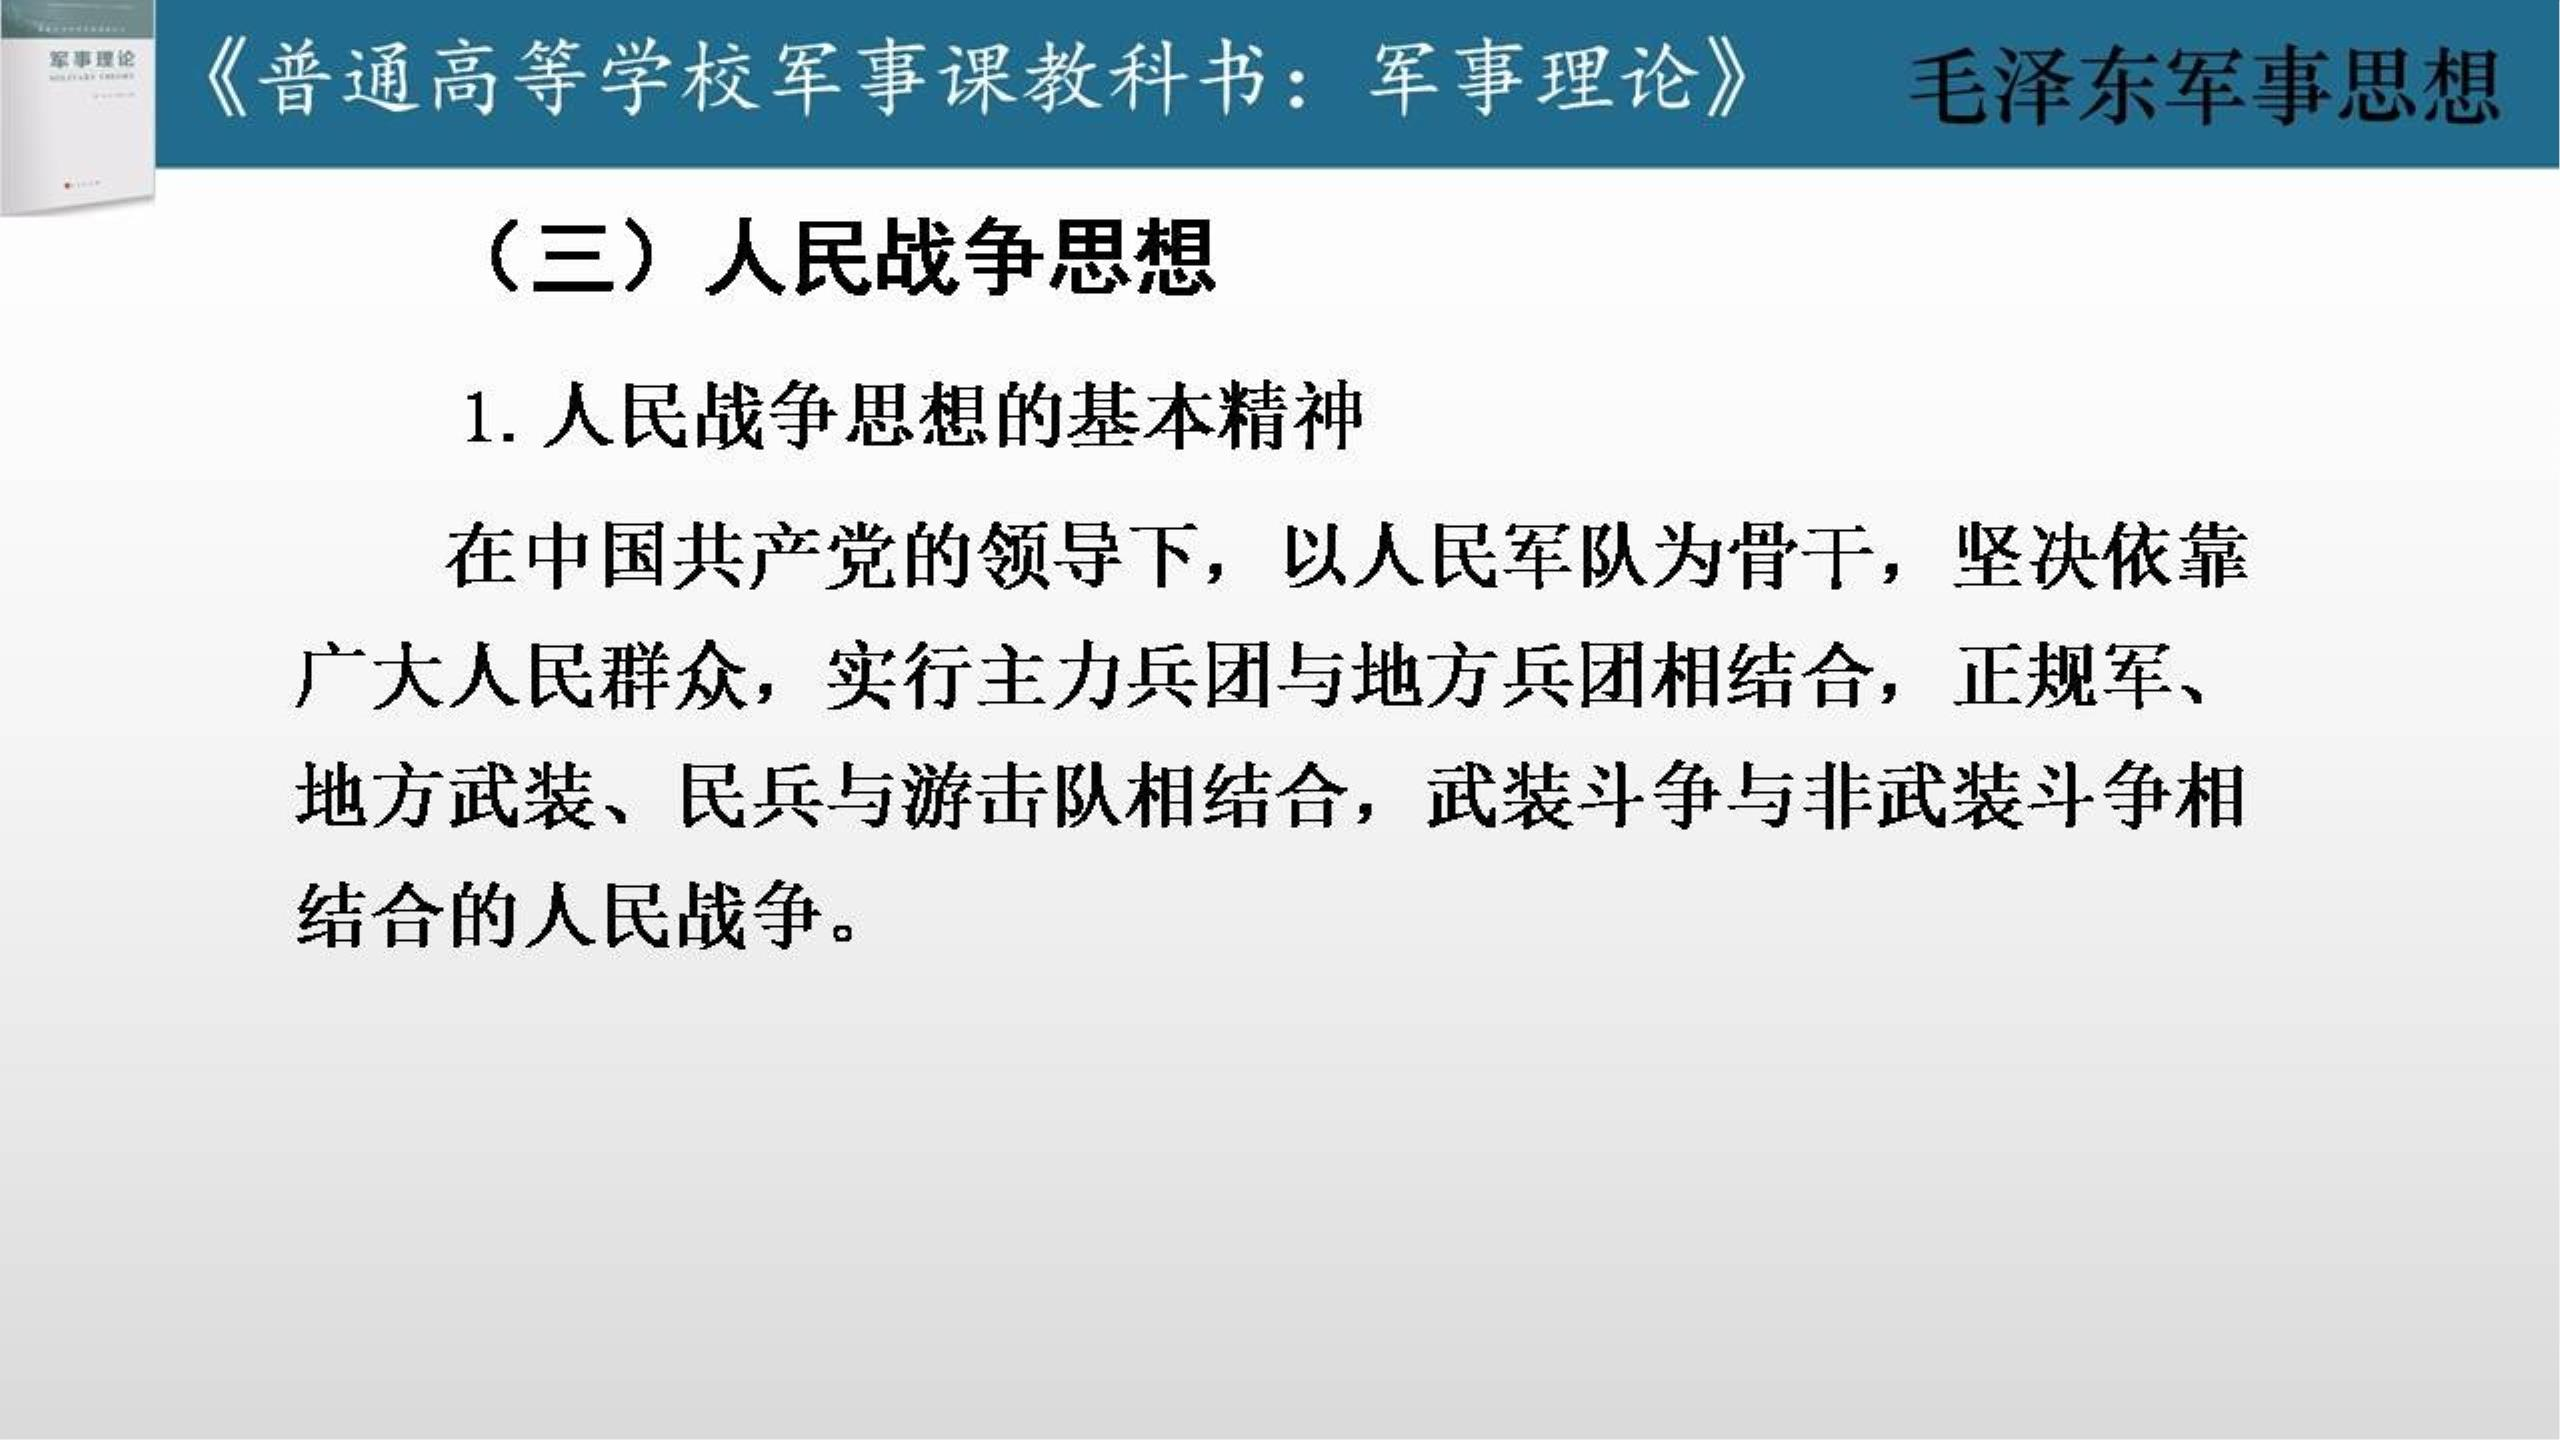 军事理论
MILITARY THEORY
《普通高等学校军事课教科书：军事理论》
毛泽东军事思想
（三）人民战争思想
1. 人民战争思想的基本精神
在中国共产党的领导下，以人民军队为骨干，坚决依靠
广大人民群众，实行主力兵团与地方兵团相结合，正规军、
地方武装、民兵与游击队相结合，武装斗争与非武装斗争相
结合的人民战争。